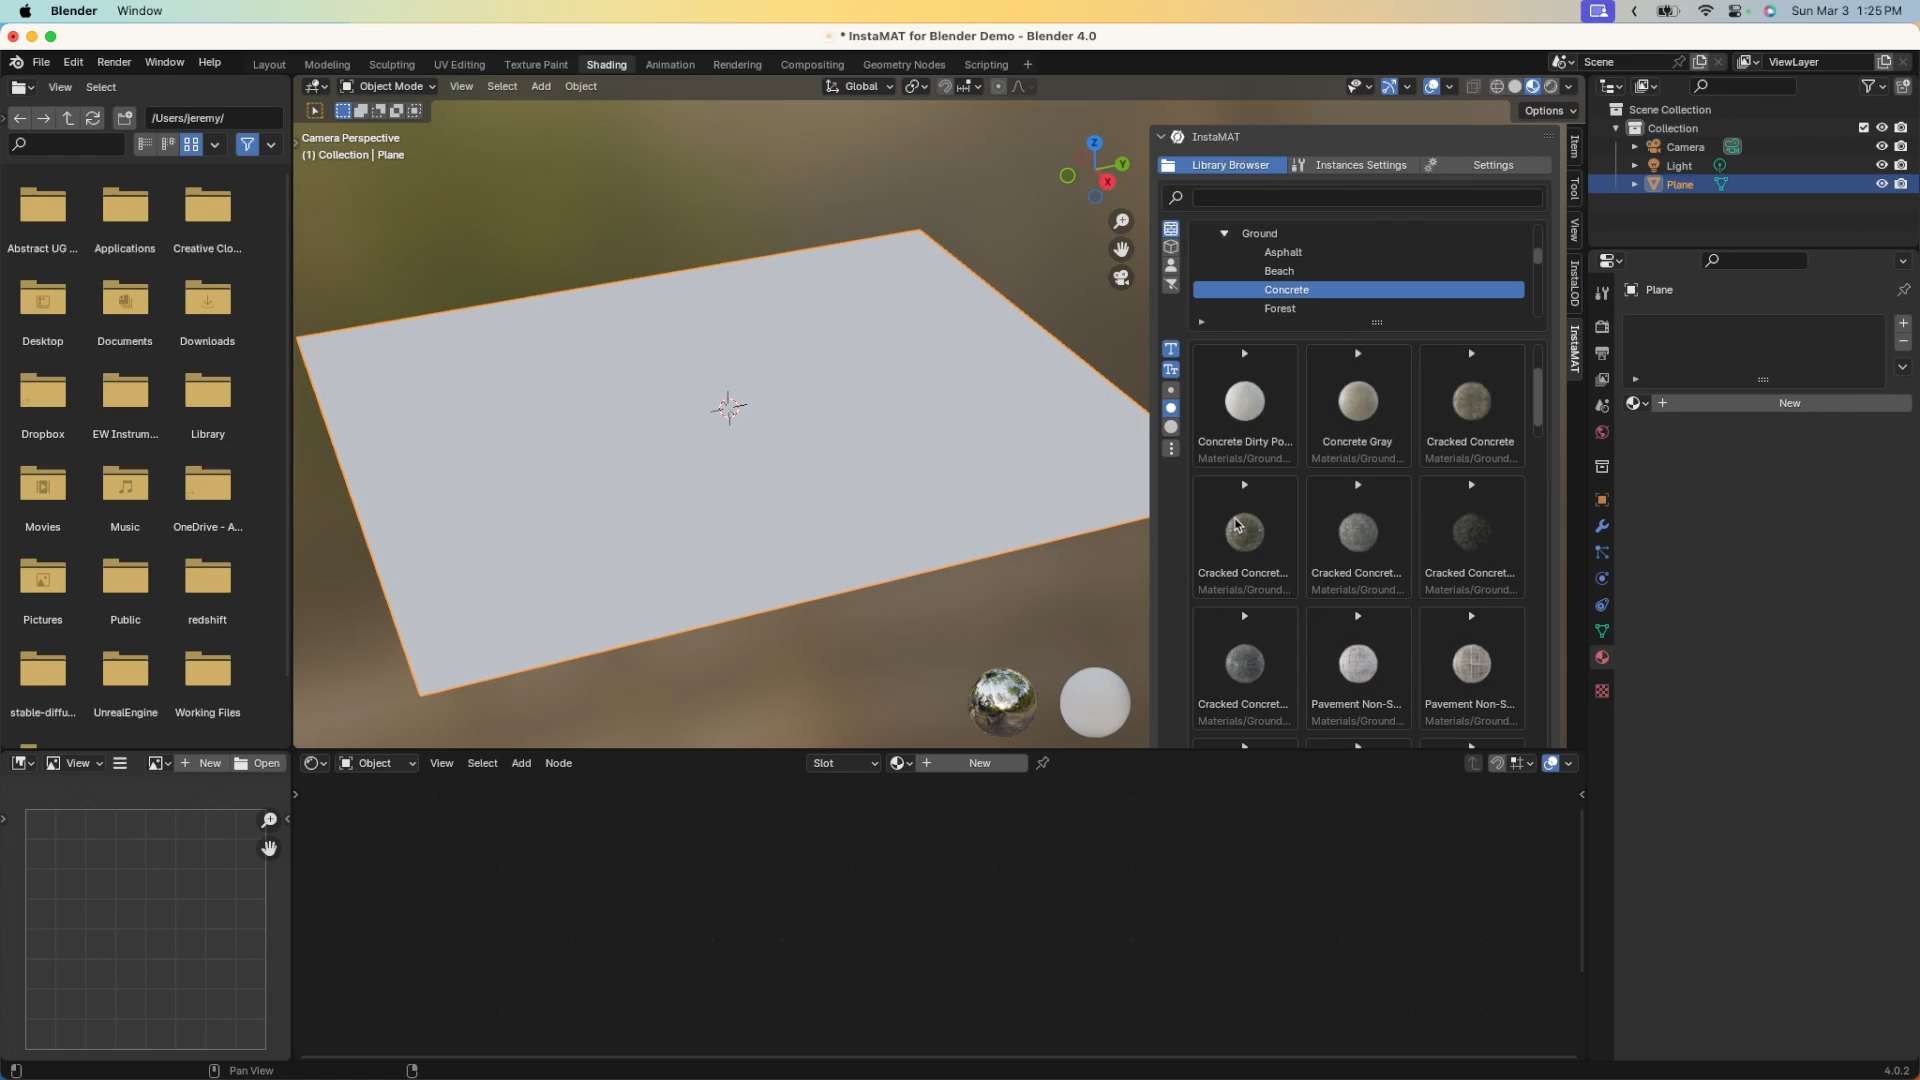 Blender Window Sun Mar 3 1:25 PM
* InstaMAT for Blender Demo - Blender 4.0
File Edit Render Window Help Layout Modeling Sculpting UV Editing Texture Paint Shading Animation Rendering Compositing Geometry Nodes Scripting + Scene ViewLayer
View Select Object Mode View Select Add Object Global
/Users/jeremy/ Options
Camera Perspective
(1) Collection | Plane
Z
Y
X
Abstract UG ... Applications Creative Clo...
Desktop Documents Downloads
Dropbox EW Instrum... Library
Movies Music OneDrive - A...
Pictures Public redshift
stable-diffu... UnrealEngine Working Files
InstaMAT
Library Browser Instances Settings Settings
Ground
Asphalt
Beach
Concrete
Forest
Concrete Dirty Po... Concrete Gray Cracked Concrete
Materials/Ground... Materials/Ground... Materials/Ground...
Cracked Concret... Cracked Concret... Cracked Concret...
Materials/Ground... Materials/Ground... Materials/Ground...
Cracked Concret... Pavement Non-S... Pavement Non-S...
Materials/Ground... Materials/Ground... Materials/Ground...
Item
Tool
View
InstaLOD
InstaMAT
Scene Collection
Collection
Camera
Light
Plane
Plane
New
View New Open Object View Select Add Node Slot New
Pan View 4.0.2